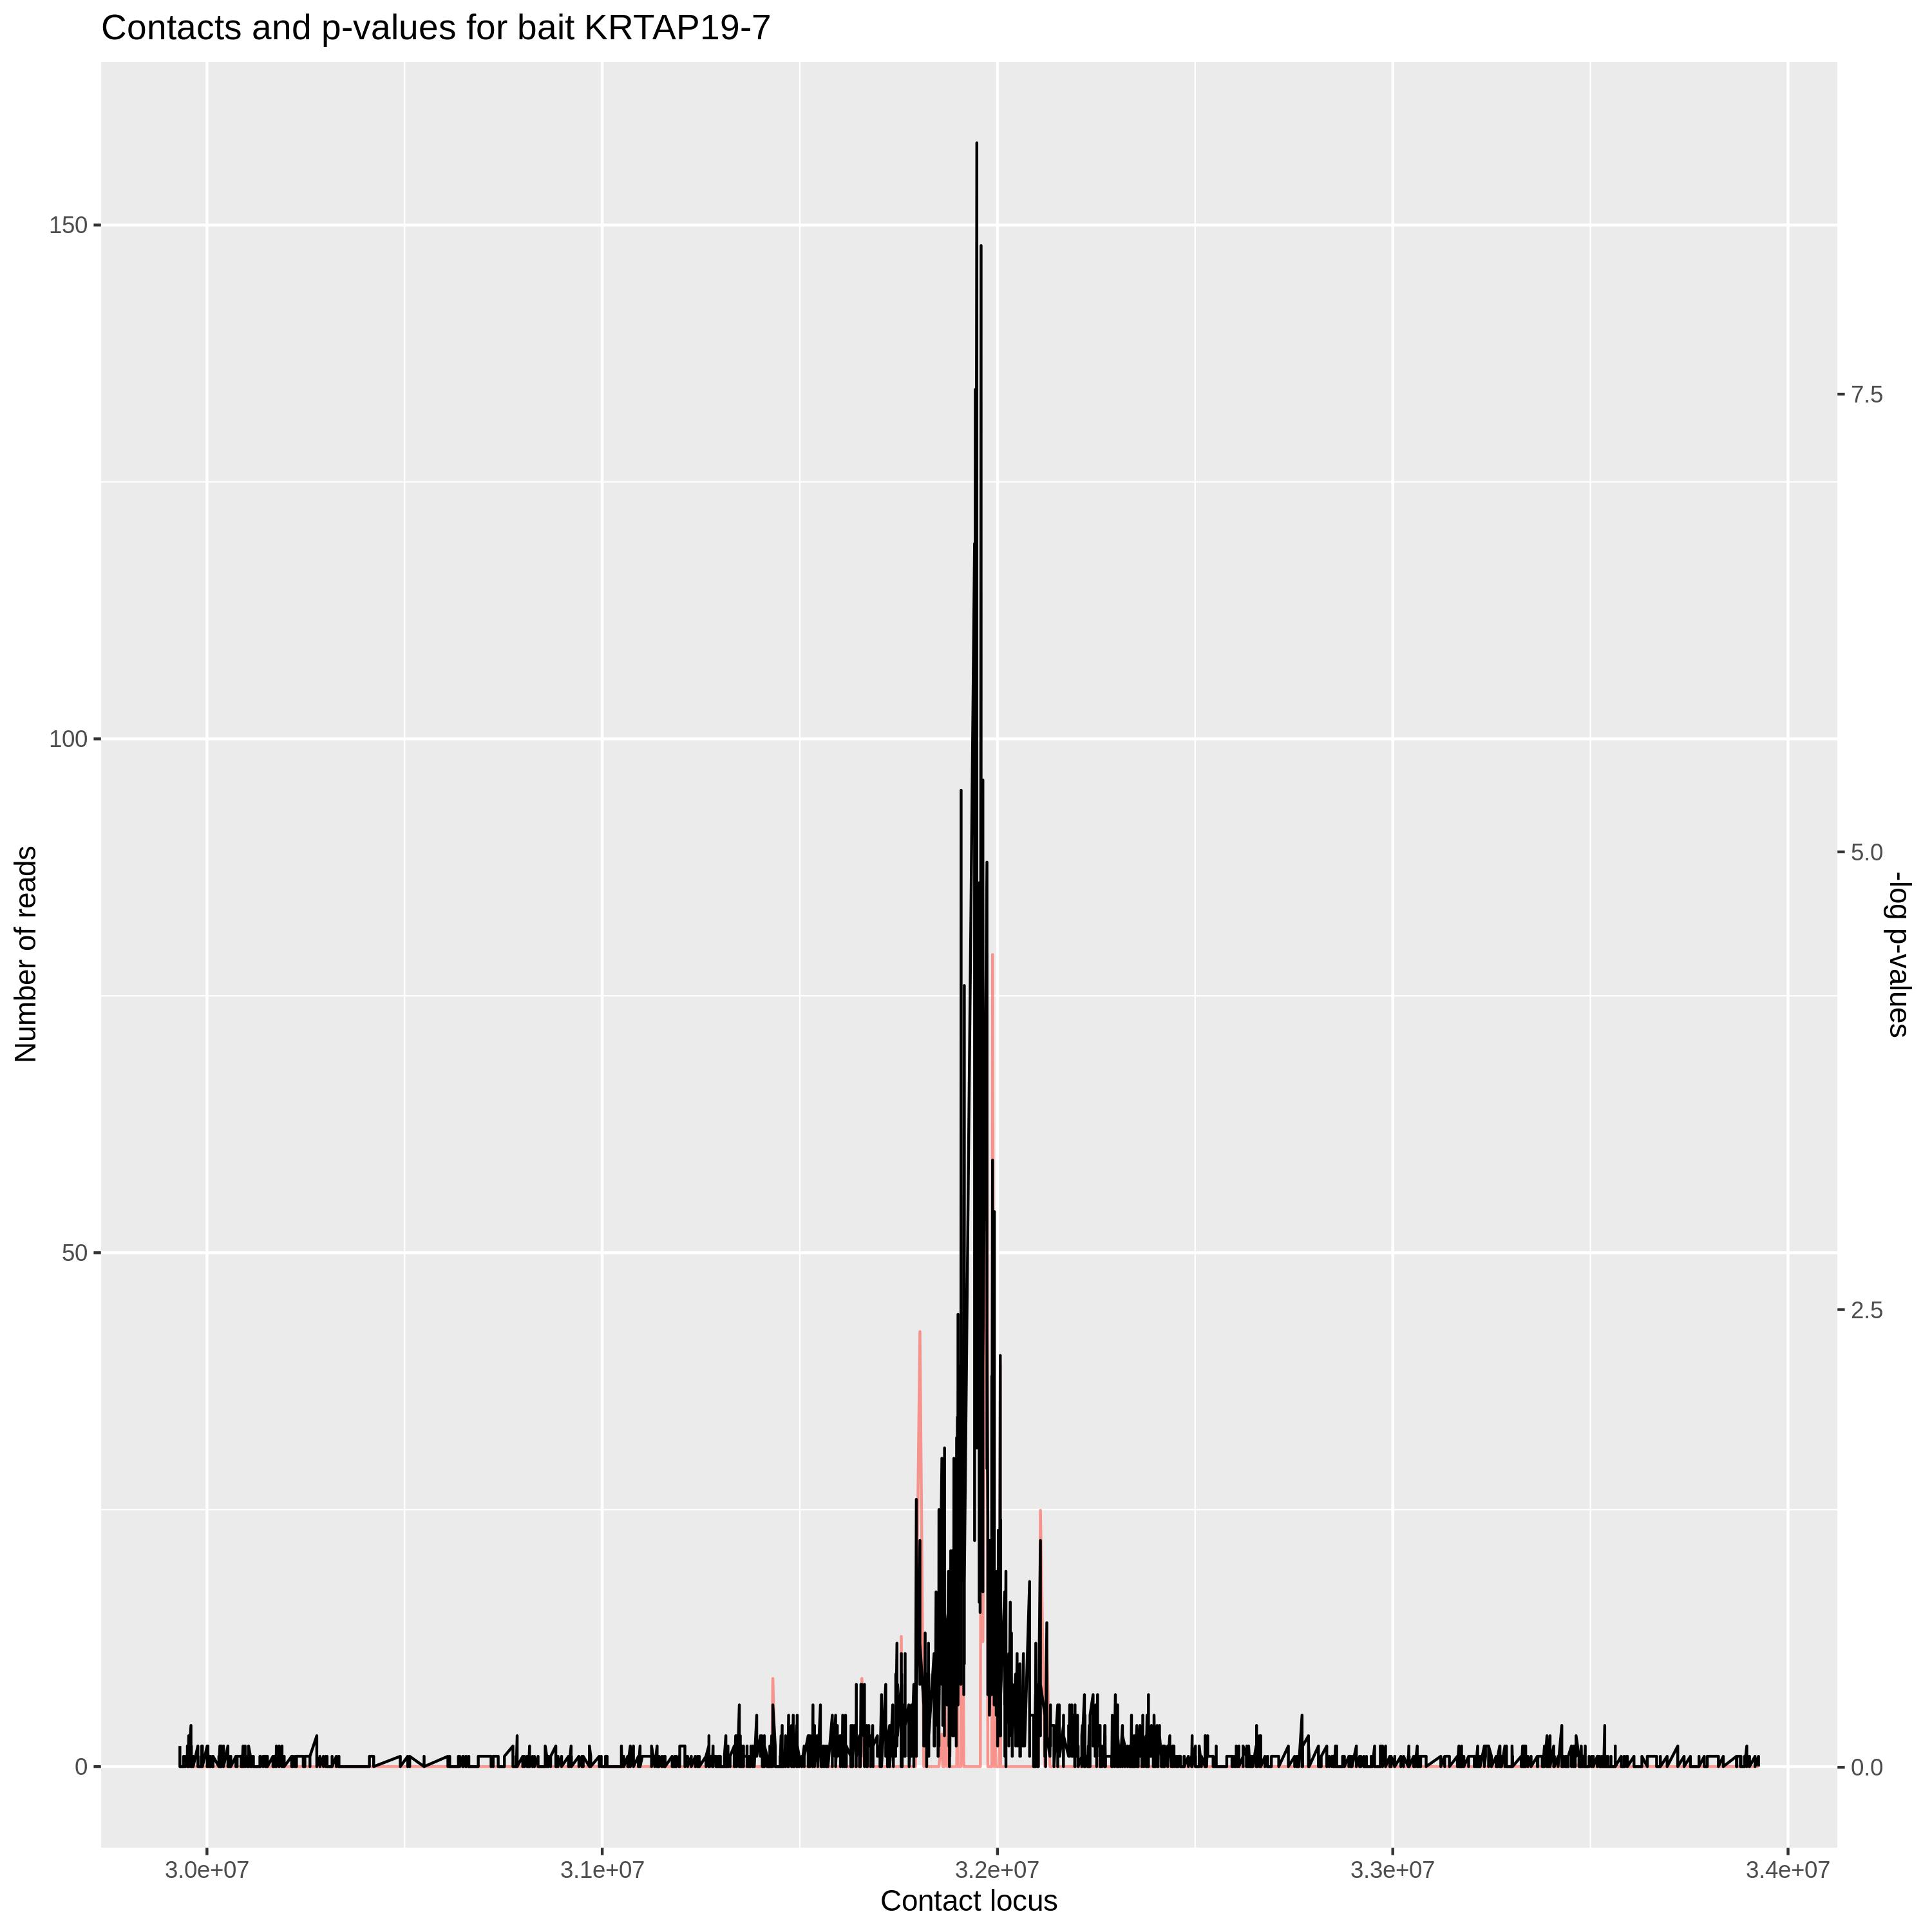 Contacts and p-values for bait KRTAP19-7
150
100
50
0
Number of reads
7.5
5.0
2.5
0.0
-log p-values
3.0e+07
3.1e+07
3.2e+07
3.3e+07
3.4e+07
Contact locus